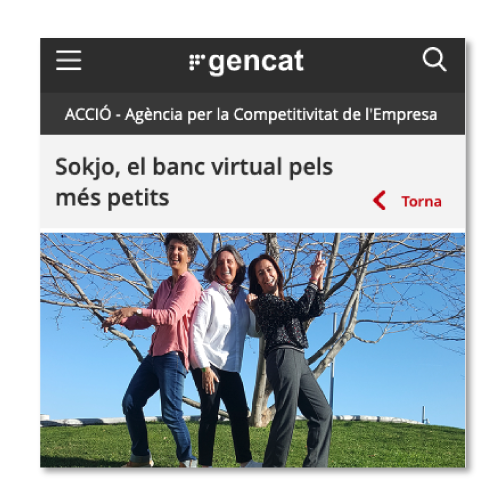 gencat
ACCIÓ - Agència per la Competitivitat de l'Empresa
Sokjo, el banc virtual pels
més petits
Torna